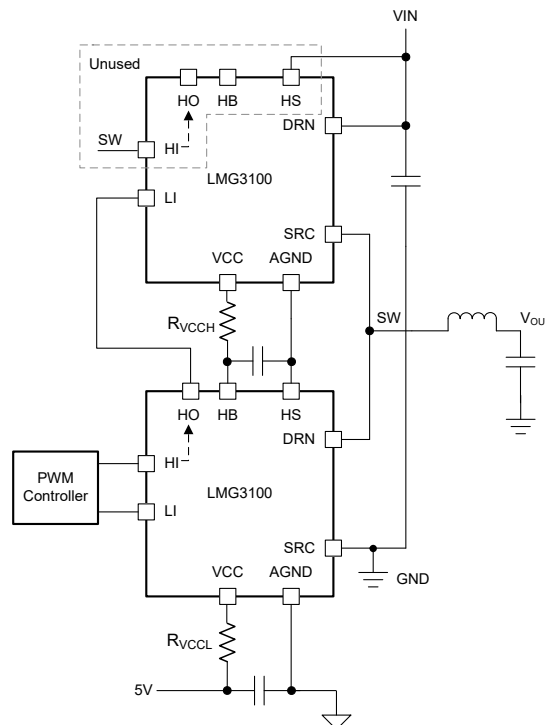 VIN
Unused
HO HB HS
DRN
SW
HI
LMG3100
LI
SRC
VCC AGND
RVCCH
SW
VOU
HO HB HS
DRN
HI
PWM
Controller
LMG3100
LI
SRC
VCC AGND
GND
RVCCL
5V